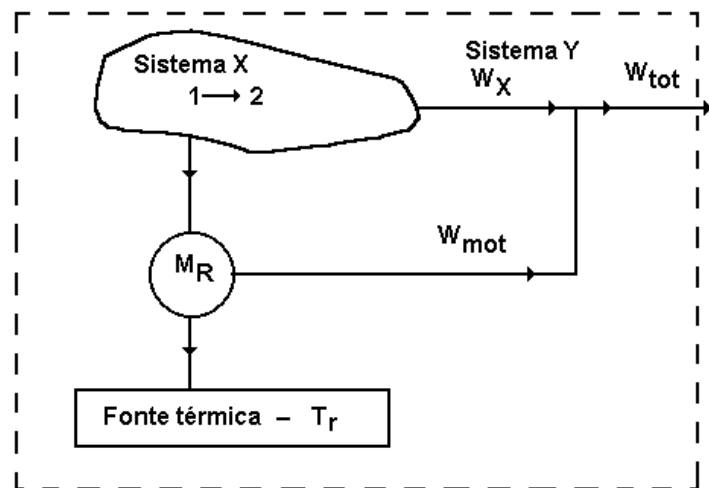 Sistema X
1 → 2
Sistema Y
W_X
W_tot
W_mot
M_R
Fonte térmica – T_r